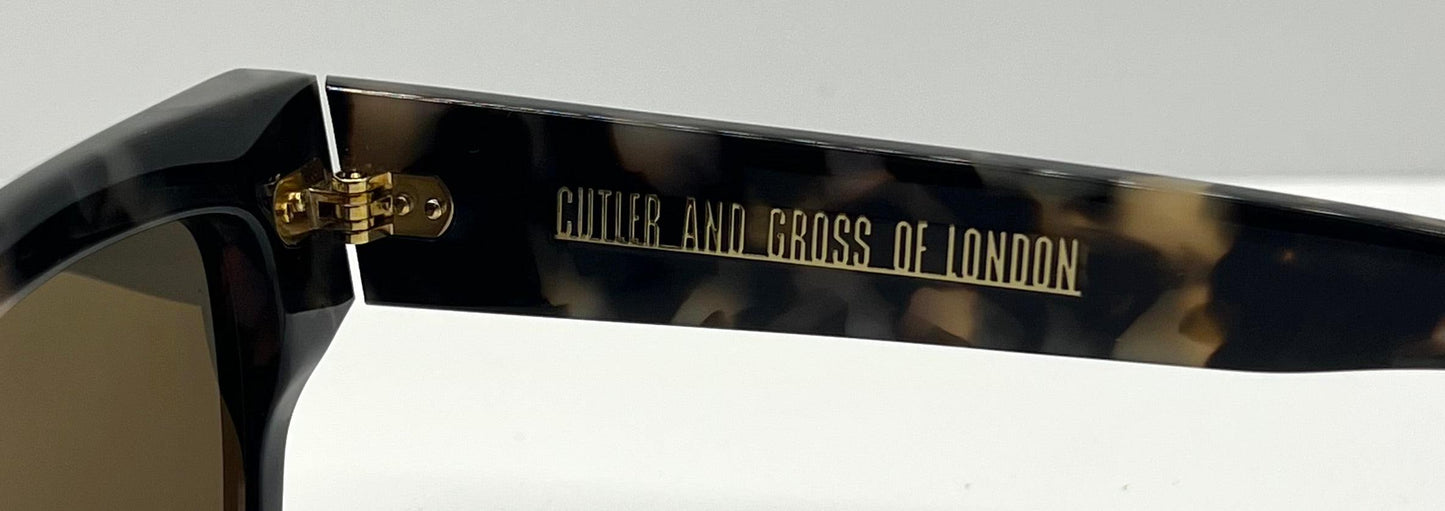 CUTLER AND GROSS OF LONDON